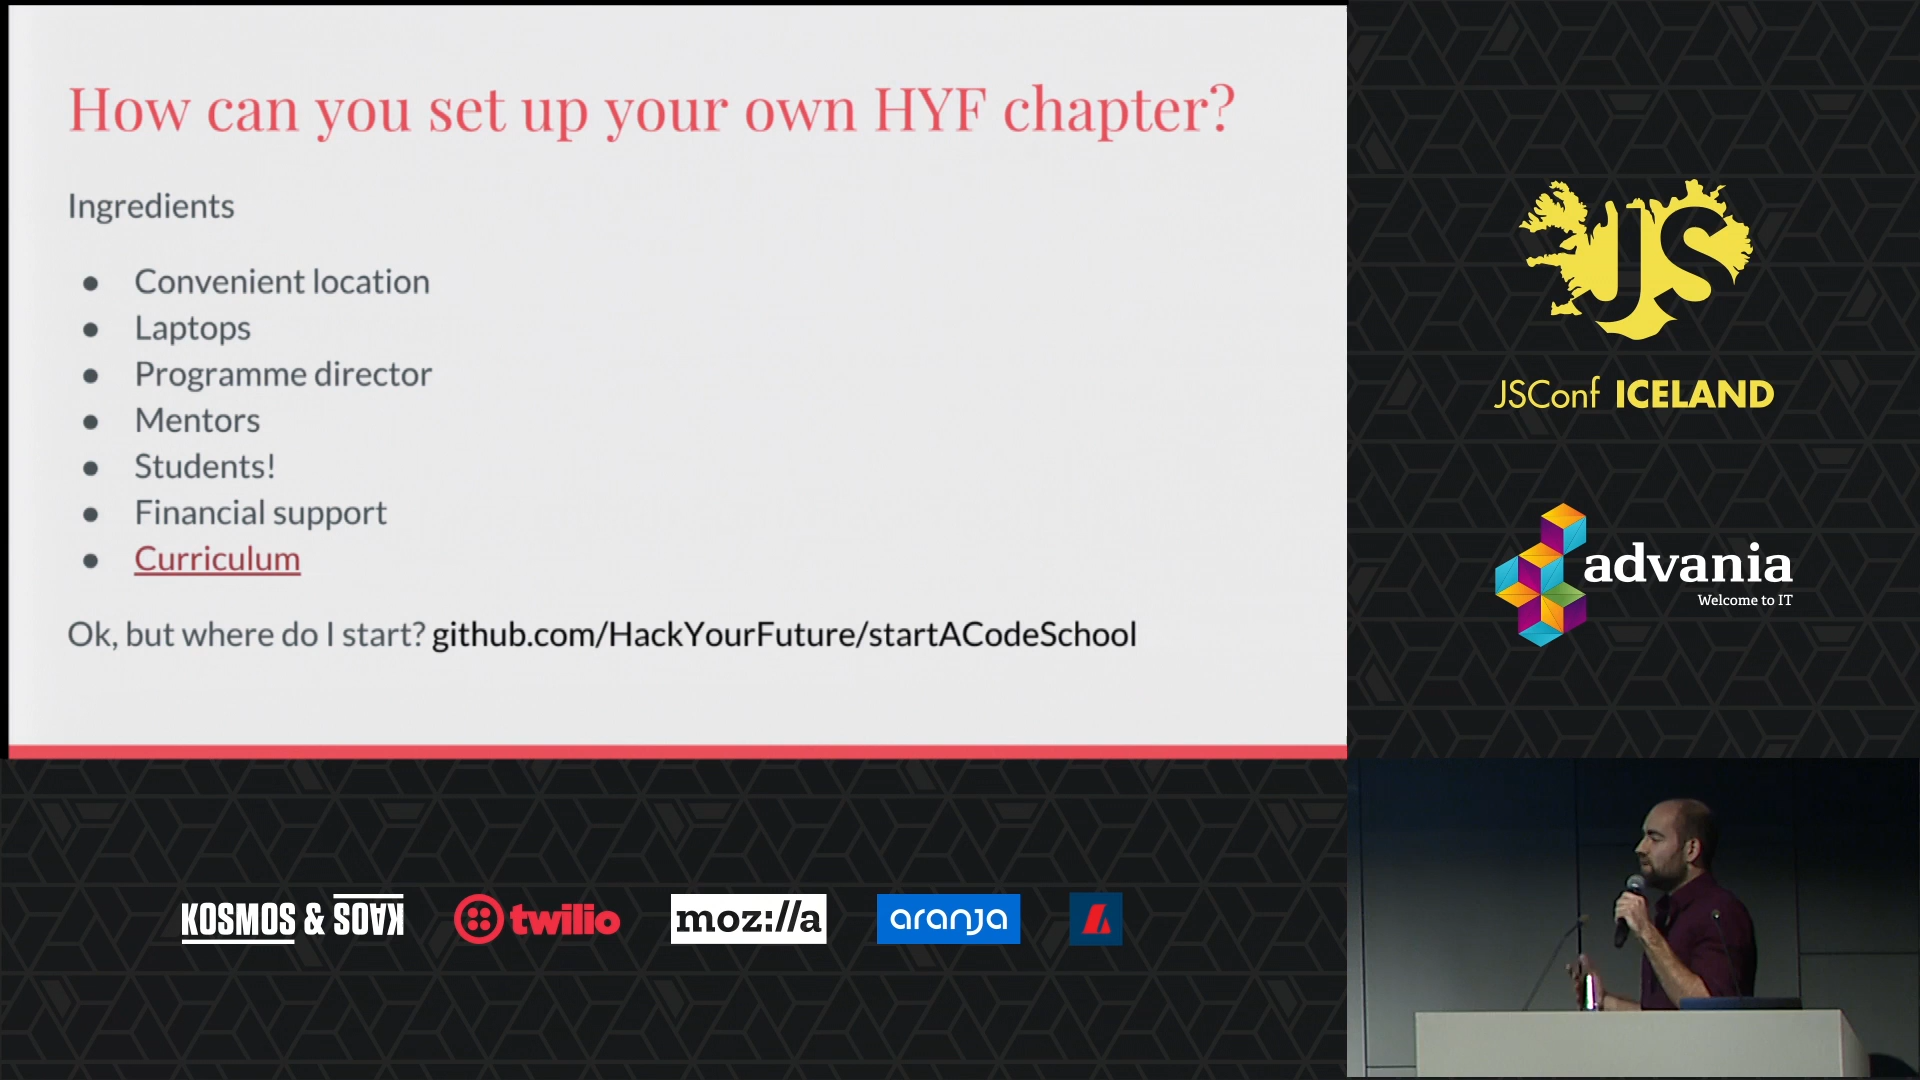 How can you set up your own HYF chapter?
Ingredients
● Convenient location
● Laptops
● Programme director
● Mentors
● Students!
● Financial support
● Curriculum
Ok, but where do I start? github.com/HackYourFuture/startACodeSchool
JS
JSConf ICELAND
advania
Welcome to IT
KOSMOS & KAOS
twilio
moz://a
aranja